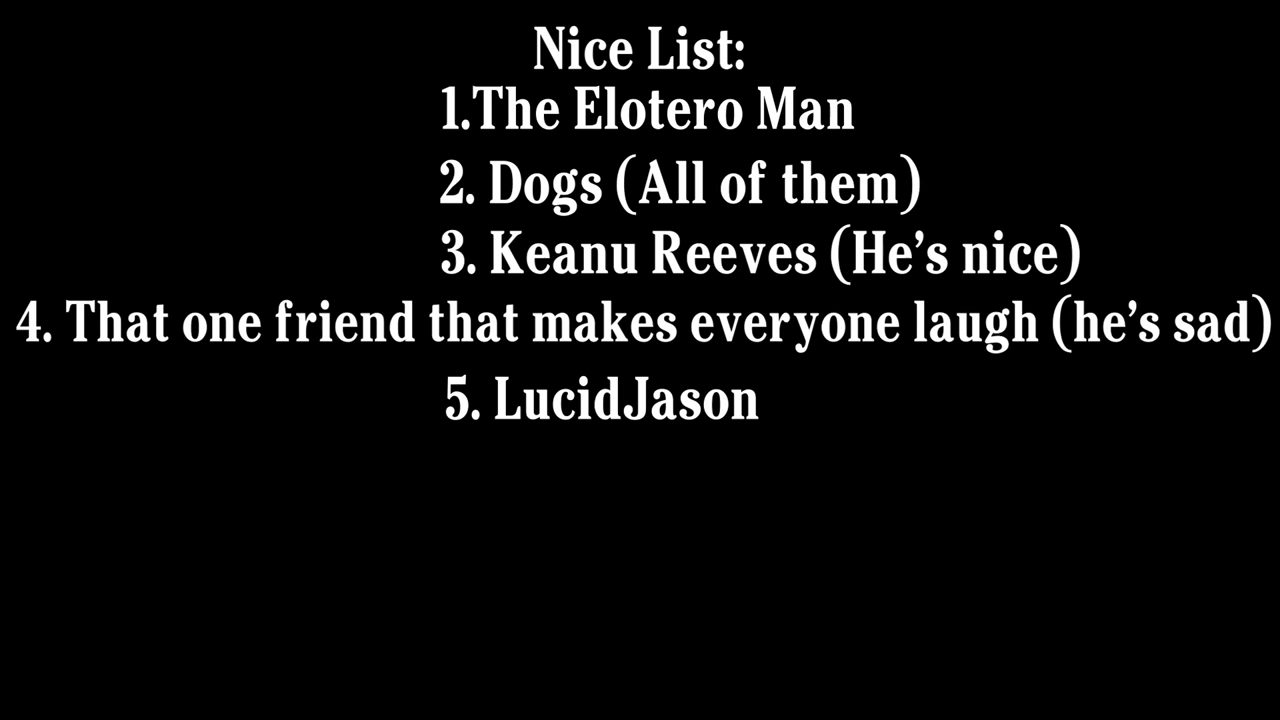 Nice List:
1.The Elotero Man
2. Dogs (All of them)
3. Keanu Reeves (He's nice)
4. That one friend that makes everyone laugh (he's sad)
5. LucidJason